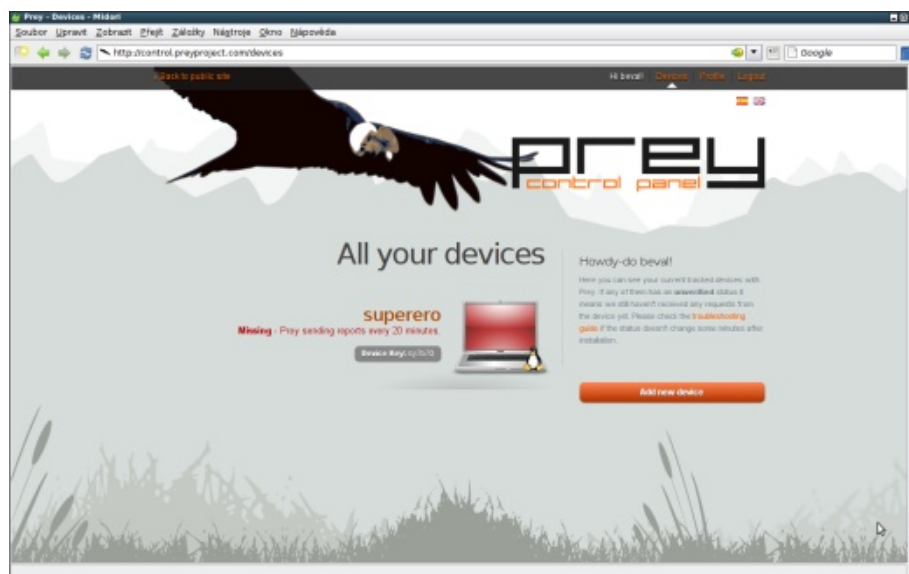 Prey - Devices - Midori
Soubor Upravit Zobrazit Přejít Záložky Nástroje Okno Nápověda
http://control.preyproject.com/devices
Google
Back to public site
Hi beval! Devices Profile Logout
prey
control panel
All your devices
superero
Missing - Prey sending reports every 20 minutes.
Device Key:
Howdy-do beval!
Here you can see your current tracked devices with
Prey. If any of them has an unverified status it
means we still haven't received any requests from
the device yet. Please check the troubleshooting
guide if the status doesn't change some minutes after
installation.
Add new device